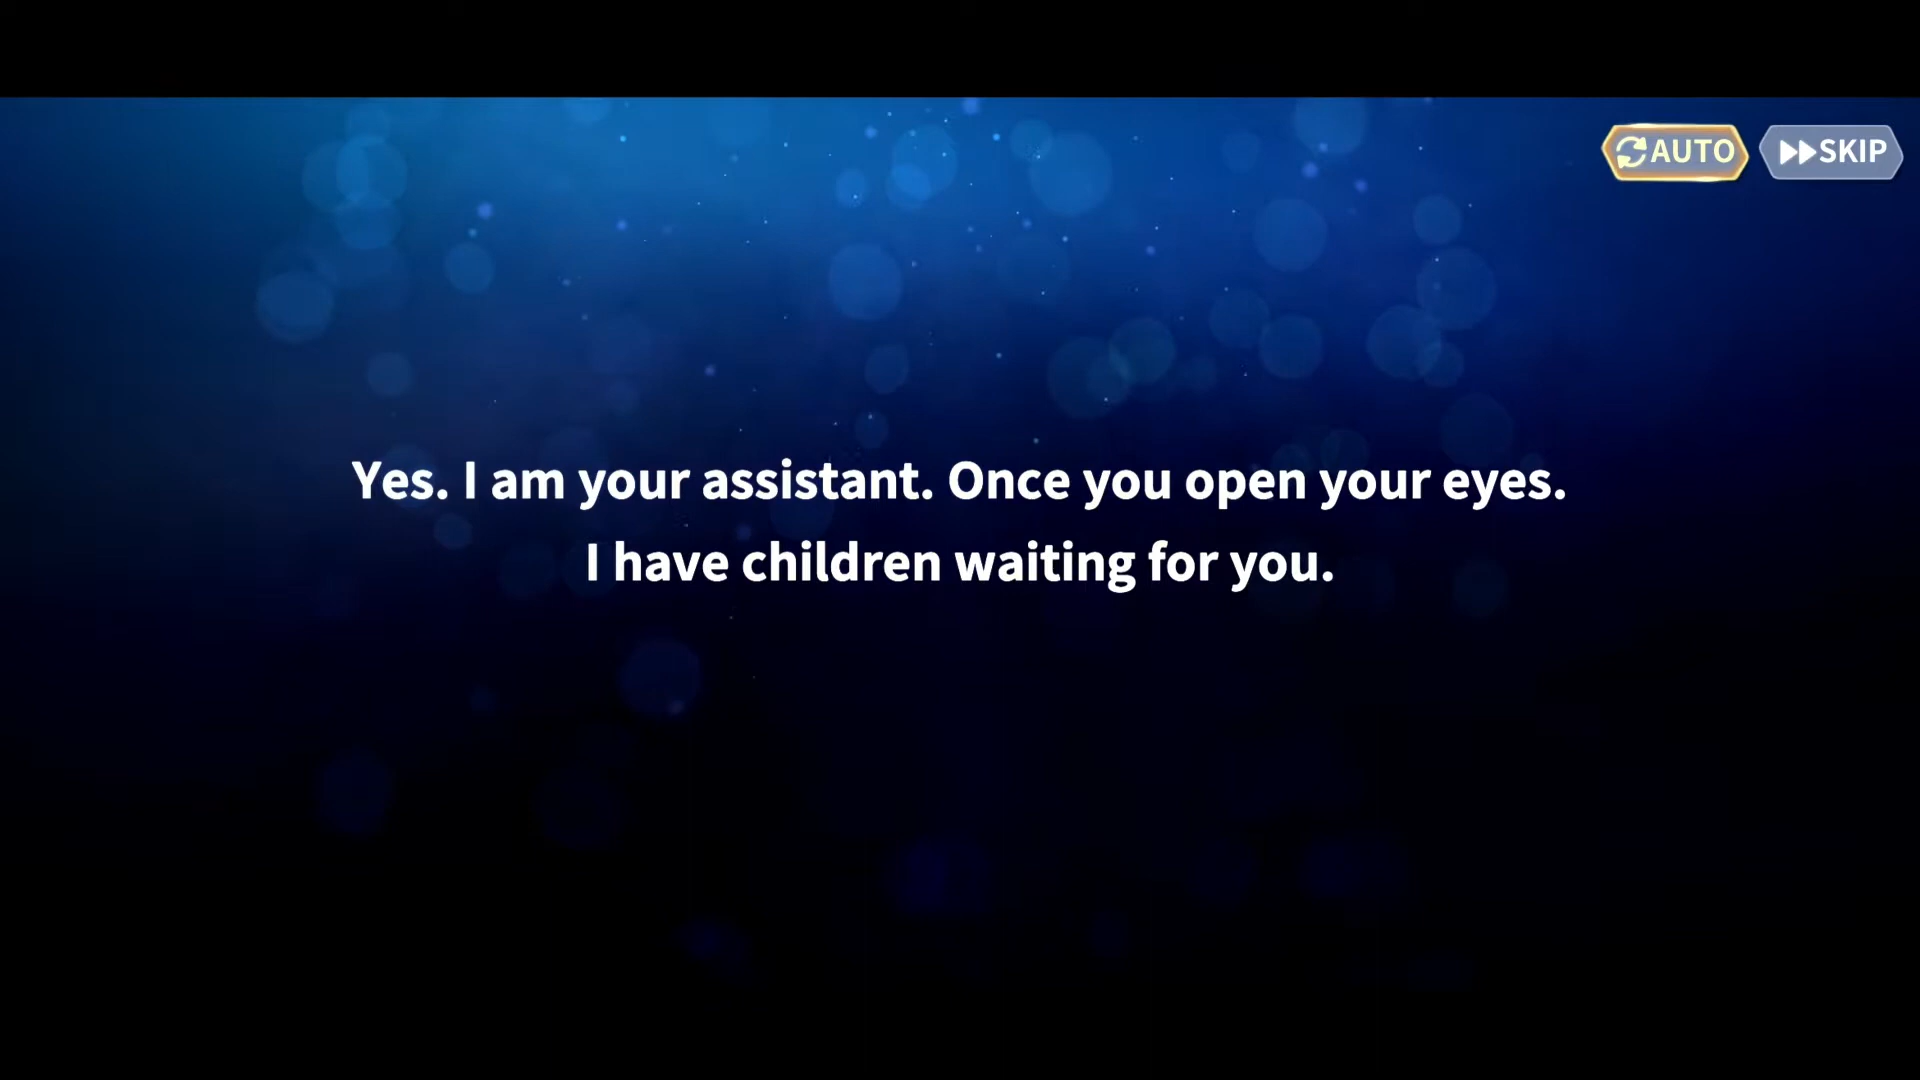 AUTO
SKIP
Yes. I am your assistant. Once you open your eyes.
I have children waiting for you.